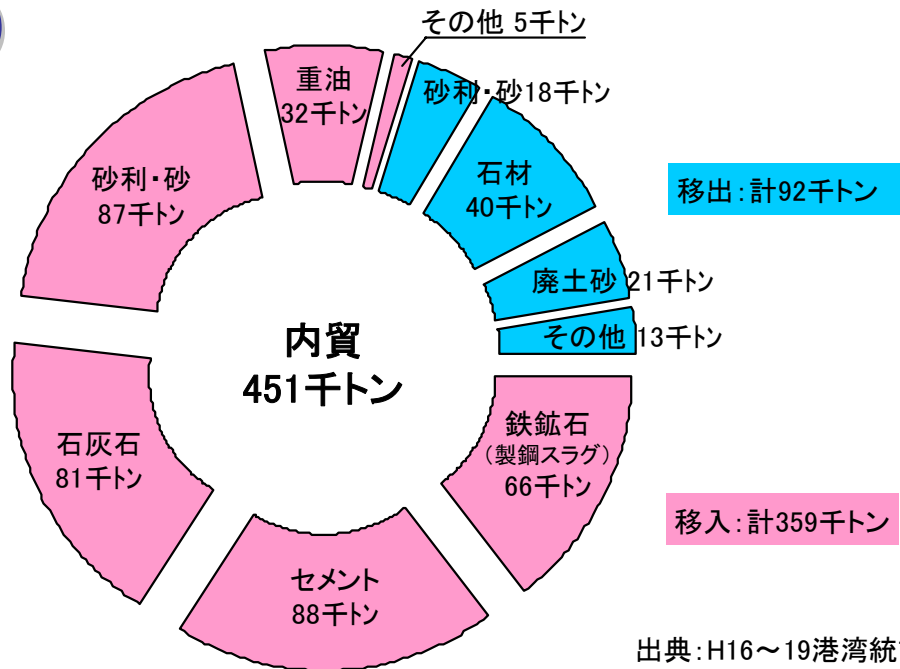 その他 5千トン
重油
32千トン
砂利・砂18千トン
石材
40千トン
砂利・砂
87千トン
移出：計92千トン
廃土砂 21千トン
その他 13千トン
内貿
451千トン
鉄鉱石
（製鋼スラグ）
66千トン
石灰石
81千トン
移入：計359千トン
セメント
88千トン
出典：H16～19港湾統